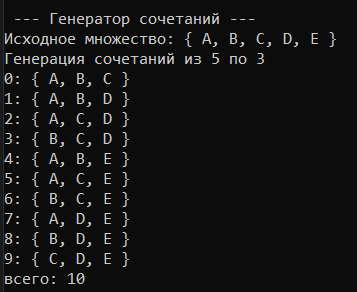 --- Генератор сочетаний ---
Исходное множество: { A, B, C, D, E }
Генерация сочетаний из 5 по 3
0: { A, B, C }
1: { A, B, D }
2: { A, C, D }
3: { B, C, D }
4: { A, B, E }
5: { A, C, E }
6: { B, C, E }
7: { A, D, E }
8: { B, D, E }
9: { C, D, E }
всего: 10